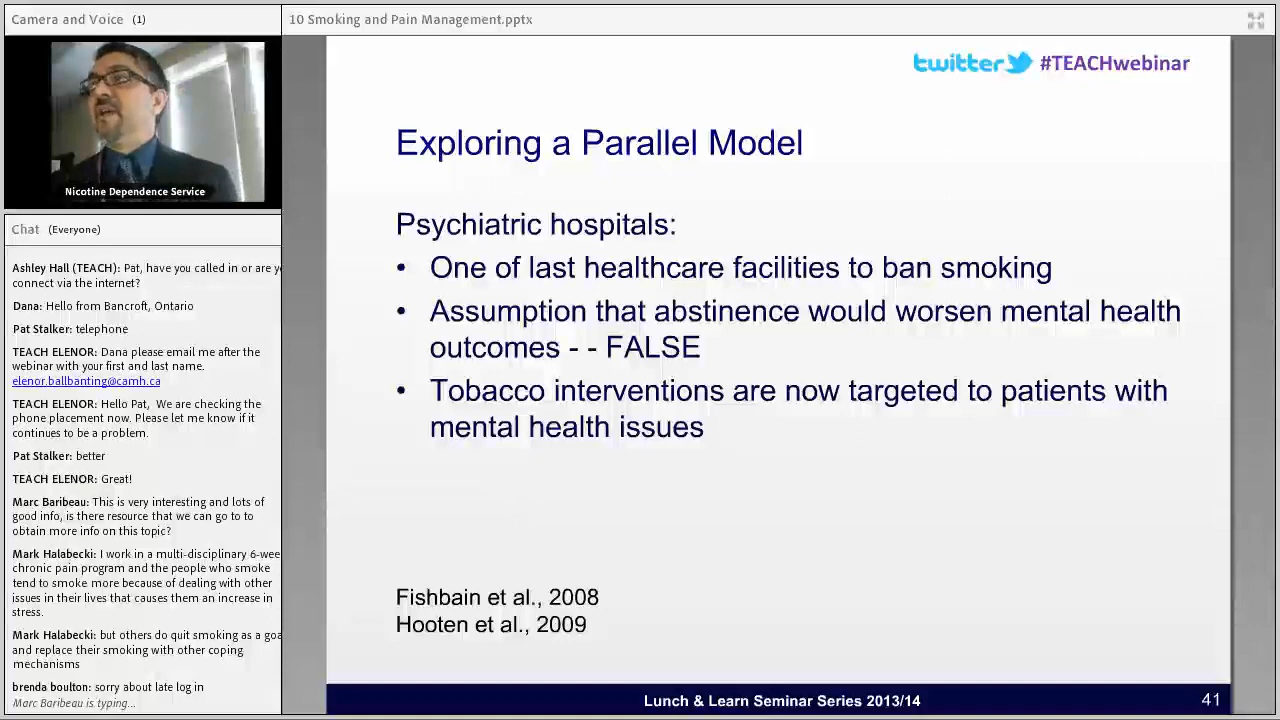 Camera and Voice (1)
10 Smoking and Pain Management.pptx
Nicotine Dependence Service
Chat (Everyone)
Ashley Hall (TEACH): Pat, have you called in or are
connect via the internet?
Dana: Hello from Bancroft, Ontario
Pat Stalker: telephone
TEACH ELENOR: Dana please email me after the
webinar with your first and last name.
elenor.ballbanting@camh.ca
TEACH ELENOR: Hello Pat, We are checking the
phone placement now. Please let me know if it
continues to be a problem.
Pat Stalker: better
TEACH ELENOR: Great!
Marc Baribeau: This is very interesting and lots of
good info, is there resource that we can go to to
obtain more info on this topic?
Mark Halabecki: I work in a multi-disciplinary 6-wee
chronic pain program and the people who smoke
tend to smoke more because of dealing with other
issues in their lives that causes them an increase in
stress.
Mark Halabecki: but others do quit smoking as a goa
and replace their smoking with other coping
mechanisms
brenda boulton: sorry about late log in
Marc Baribeau is typing...
twitter #TEACHwebinar
Exploring a Parallel Model
Psychiatric hospitals:
• One of last healthcare facilities to ban smoking
• Assumption that abstinence would worsen mental health
outcomes - - FALSE
• Tobacco interventions are now targeted to patients with
mental health issues
Fishbain et al., 2008
Hooten et al., 2009
Lunch & Learn Seminar Series 2013/14
41